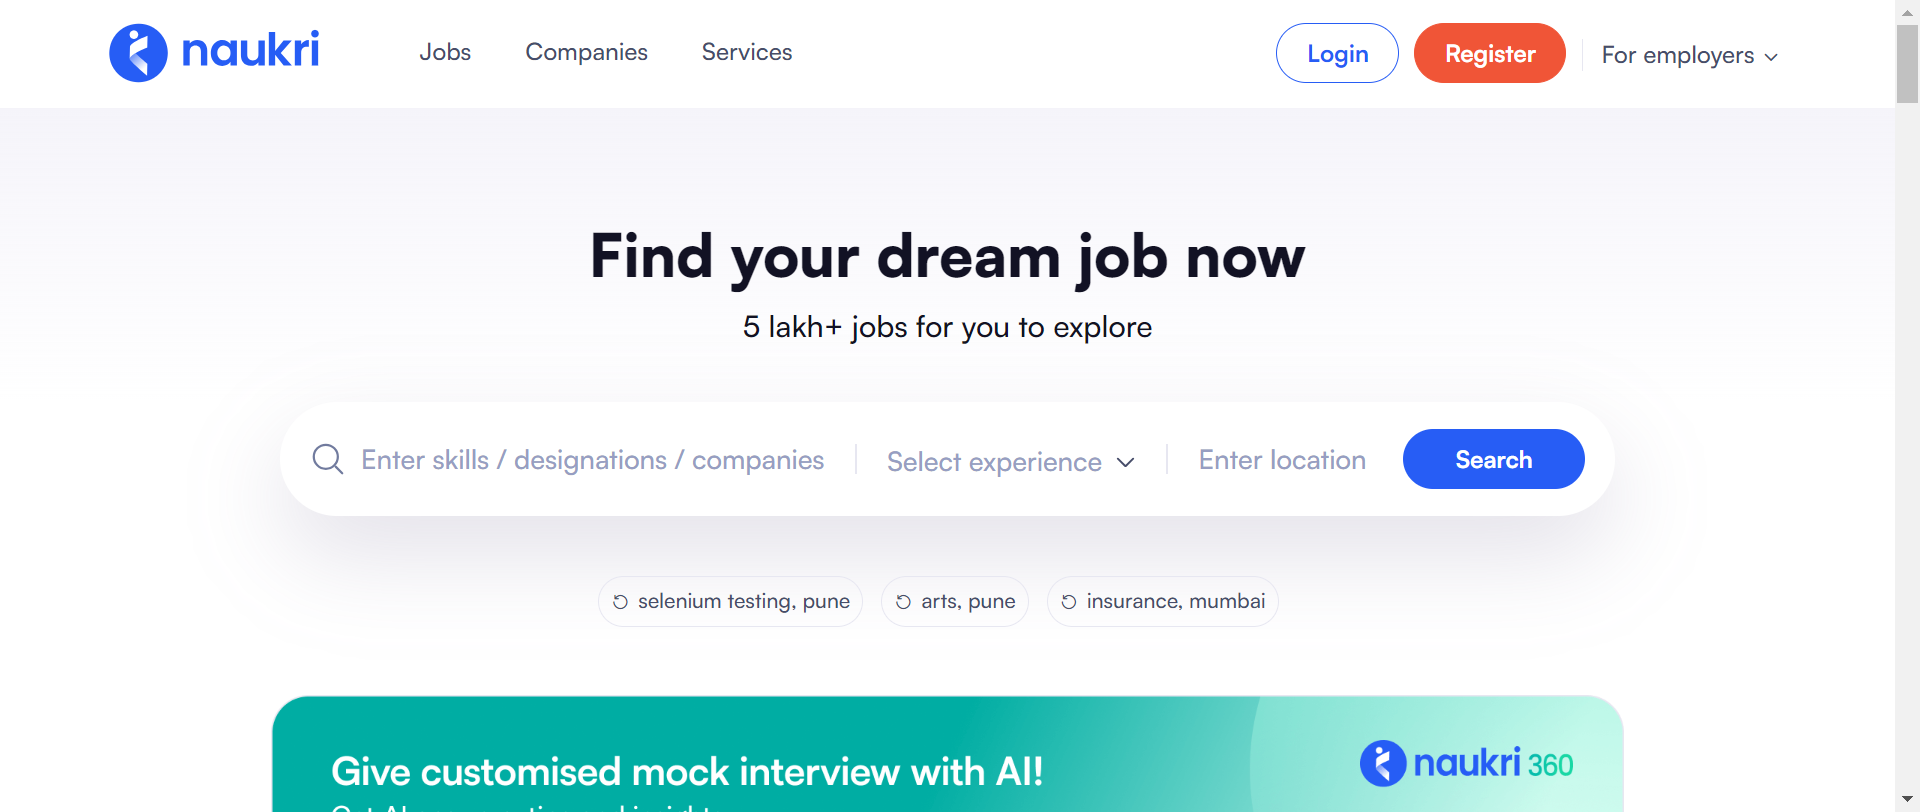 naukri Jobs Companies Services Login Register For employers
Find your dream job now
5 lakh+ jobs for you to explore
Enter skills / designations / companies Select experience Enter location Search
selenium testing, pune arts, pune insurance, mumbai
Give customised mock interview with AI! naukri 360